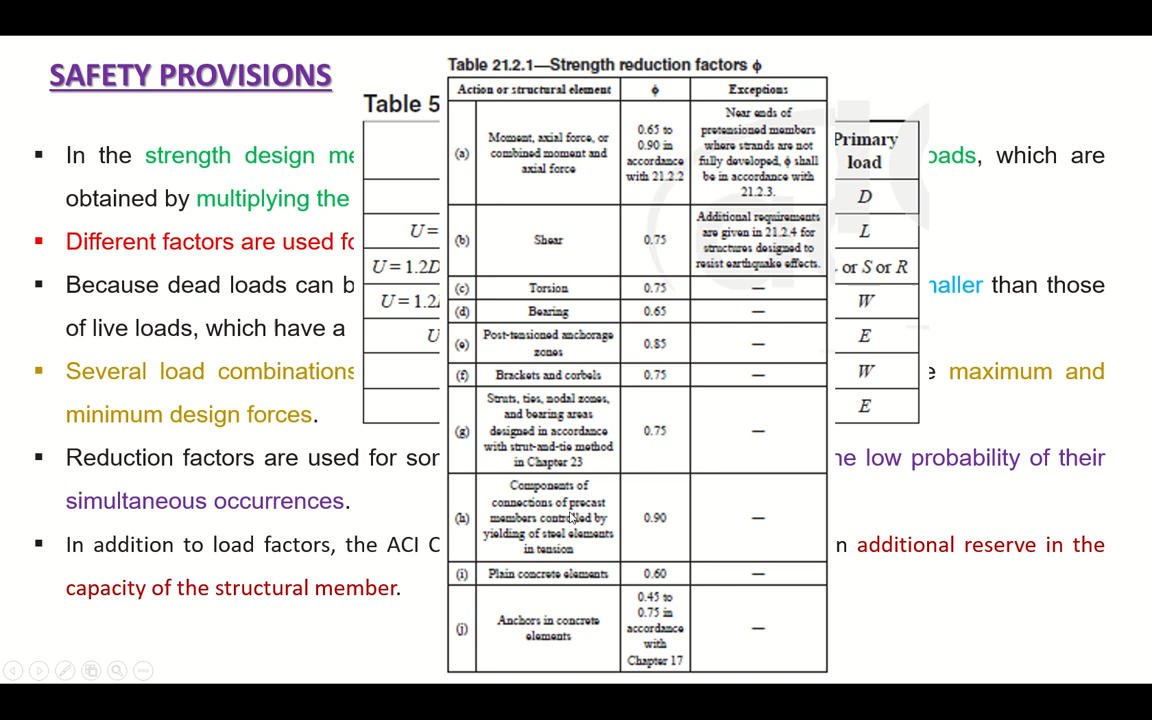 SAFETY PROVISIONS
In the strength design me
oads, which are
obtained by multiplying the
Different factors are used fo
Because dead loads can b
naller than those
of live loads, which have a
Several load combinations
e maximum and
minimum design forces.
Reduction factors are used for sor
he low probability of their
simultaneous occurrences.
In addition to load factors, the ACI C
n additional reserve in the
capacity of the structural member.
Table 5
U=
U=1.2D
U=1.2
U
Primary
load
D
L
or S or R
W
E
W
E
Table 21.2.1—Strength reduction factors ϕ
Action or structural element ϕ Exceptions
(a)
Moment, axial force, or
combined moment and
axial force
0.65 to
0.90 in
accordance
with 21.2.2
Near ends of
pretensioned members
where strands are not
fully developed, ϕ shall
be in accordance with
21.2.3.
(b)
Shear
0.75
Additional requirements
are given in 21.2.4 for
structures designed to
resist earthquake effects.
(c) Torsion 0.75 —
(d) Bearing 0.65 —
(e)
Post-tensioned anchorage
zones
0.85 —
(f) Brackets and corbels 0.75 —
(g)
Struts, ties, nodal zones,
and bearing areas
designed in accordance
with strut-and-tie method
in Chapter 23
0.75 —
(h)
Components of
connections of precast
members controlled by
yielding of steel elements
in tension
0.90 —
(i) Plain concrete elements 0.60 —
(j)
Anchors in concrete
elements
0.45 to
0.75 in
accordance
with
Chapter 17
—